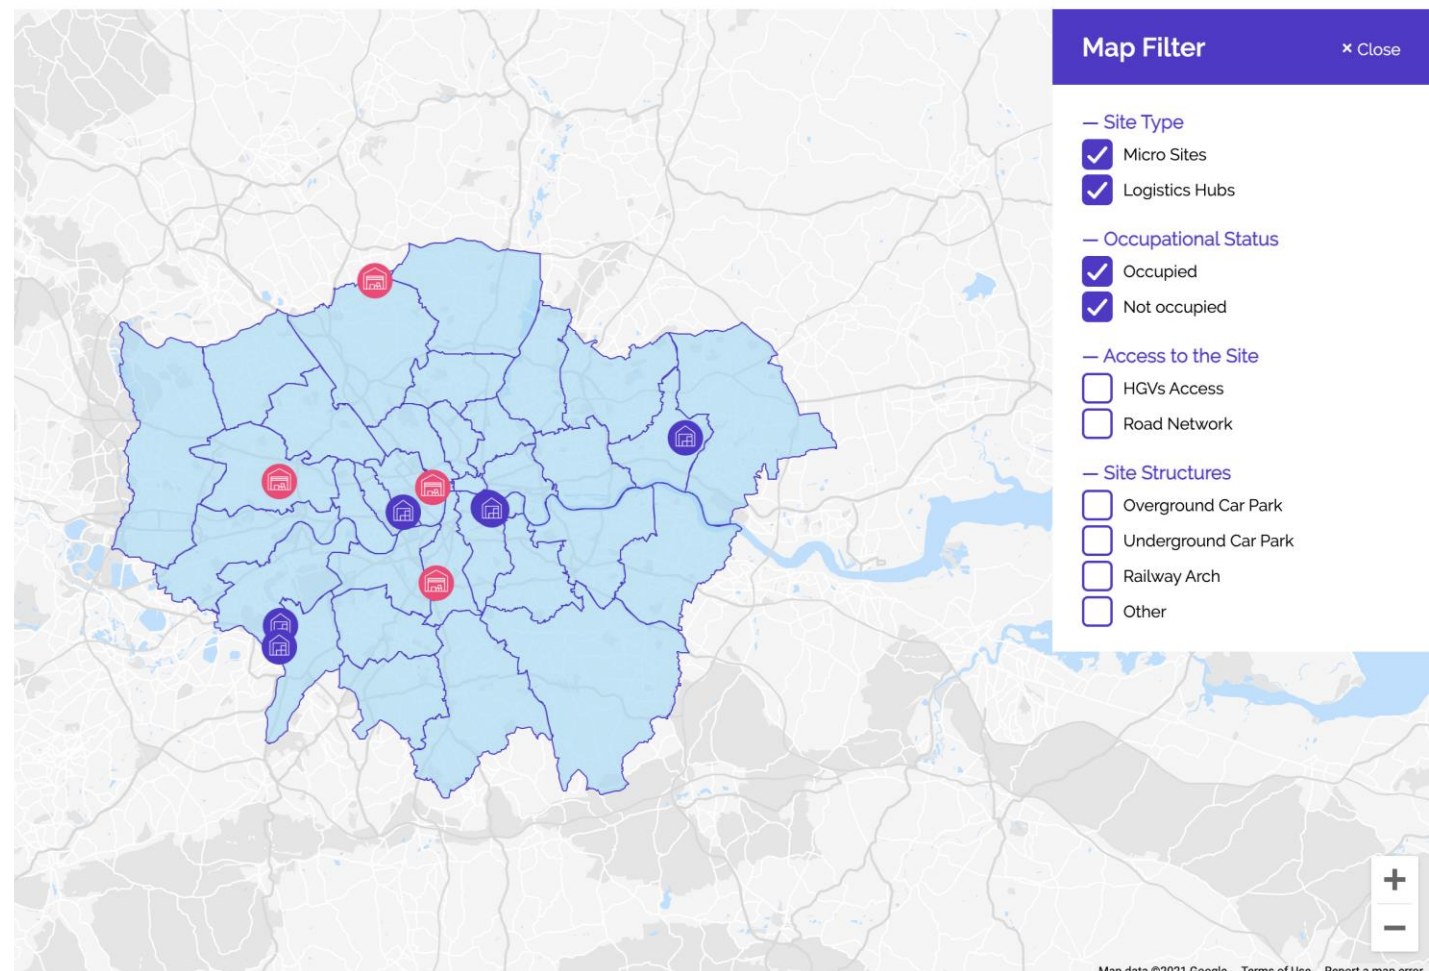 Map Filter
× Close
— Site Type
Micro Sites
Logistics Hubs
— Occupational Status
Occupied
Not occupied
— Access to the Site
HGVs Access
Road Network
— Site Structures
Overground Car Park
Underground Car Park
Railway Arch
Other
+
−
Map data ©2021 Google Terms of Use Report a map error